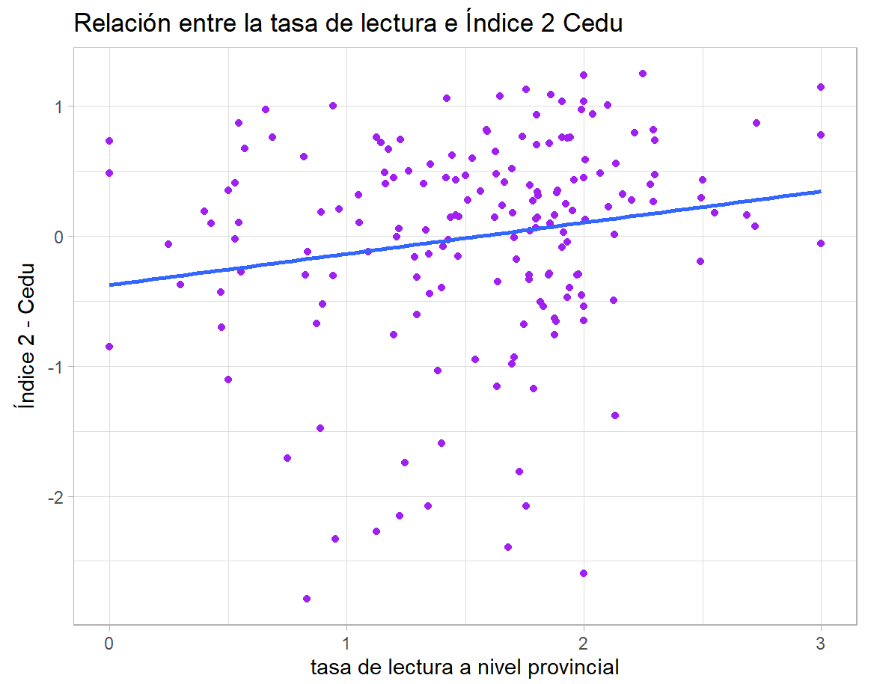 Relación entre la tasa de lectura e Índice 2 Cedu
Índice 2 - Cedu
1
0
-1
-2
0
1
2
3
tasa de lectura a nivel provincial